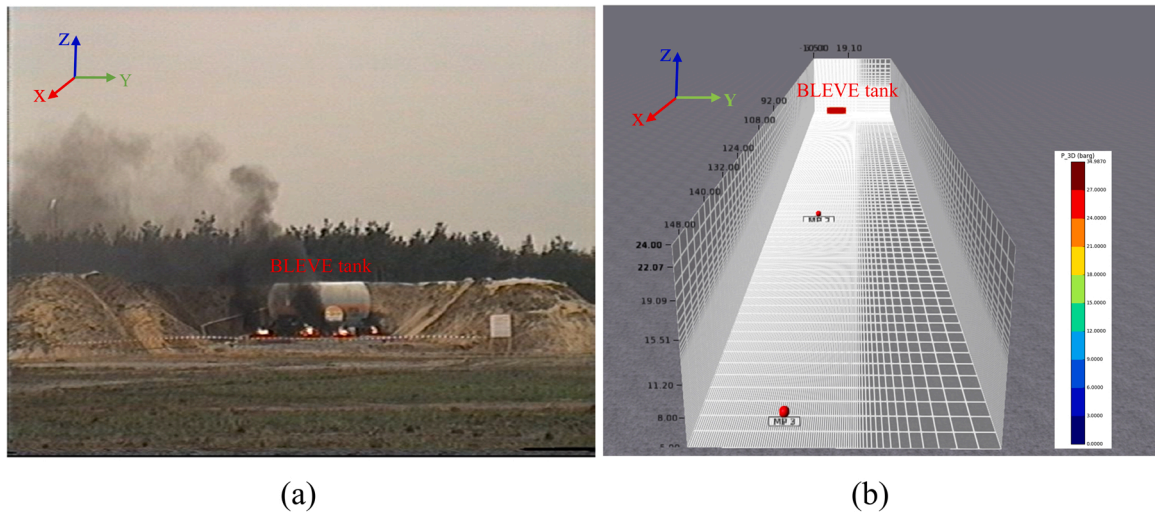 Z
Y
X
BLEVE tank
(a)
Z
Y
X
19.10
BLEVE tank
92.00
108.00
124.00
132.00
140.00
148.00
24.00
22.07
19.09
15.51
11.20
8.00
MP 3
P_3D (barg)
34.9870
27.0000
24.0000
21.0000
18.0000
15.0000
12.0000
9.0000
6.0000
3.0000
0.0000
(b)